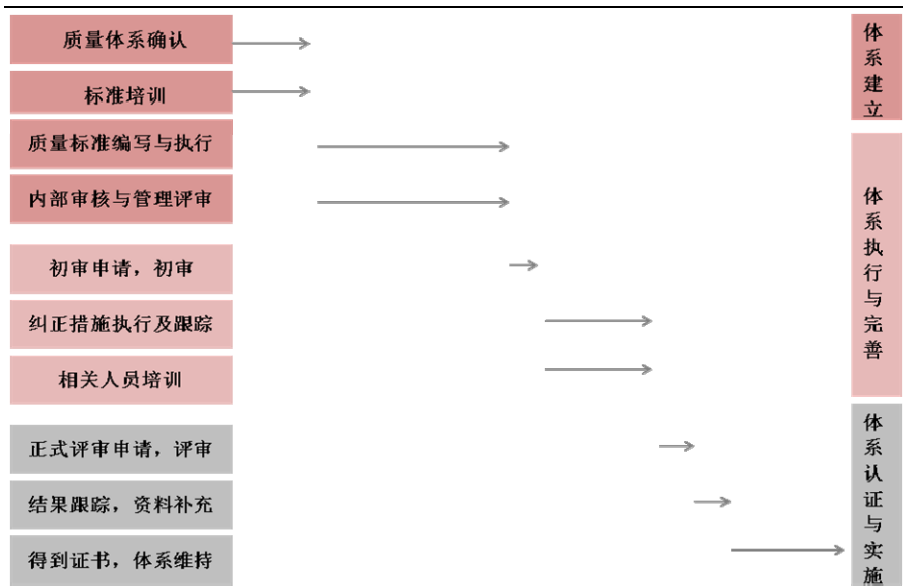 质量体系确认
标准培训
质量标准编写与执行
内部审核与管理评审
初审申请，初审
纠正措施执行及跟踪
相关人员培训
正式评审申请，评审
结果跟踪，资料补充
得到证书，体系维持
体系建立
体系执行与完善
体系认证与实施